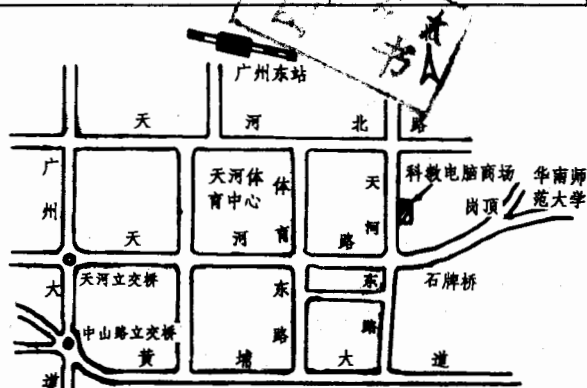 书
广州东站
天河北路
广州大道
天河体
育中心
体育东路
天河东路
科教电脑商场
华南师
范大学
岗顶
天河路
天河立交桥
石牌桥
中山路立交桥
黄埔大道